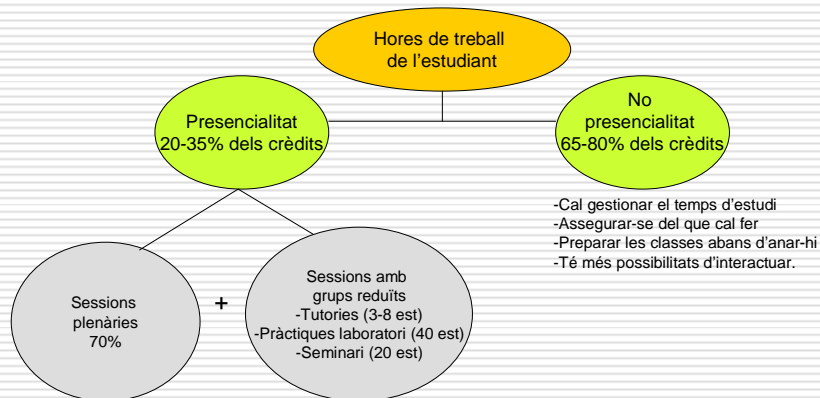 Hores de treball
de l'estudiant
Presencialitat
20-35% dels crèdits
No
presencialitat
65-80% dels crèdits
-Cal gestionar el temps d'estudi
-Assegurar-se del que cal fer
-Preparar les classes abans d'anar-hi
-Té més possibilitats d'interactuar.
Sessions
plenàries
70%
+
Sessions amb
grups reduïts
-Tutories (3-8 est)
-Pràctiques laboratori (40 est)
-Seminari (20 est)